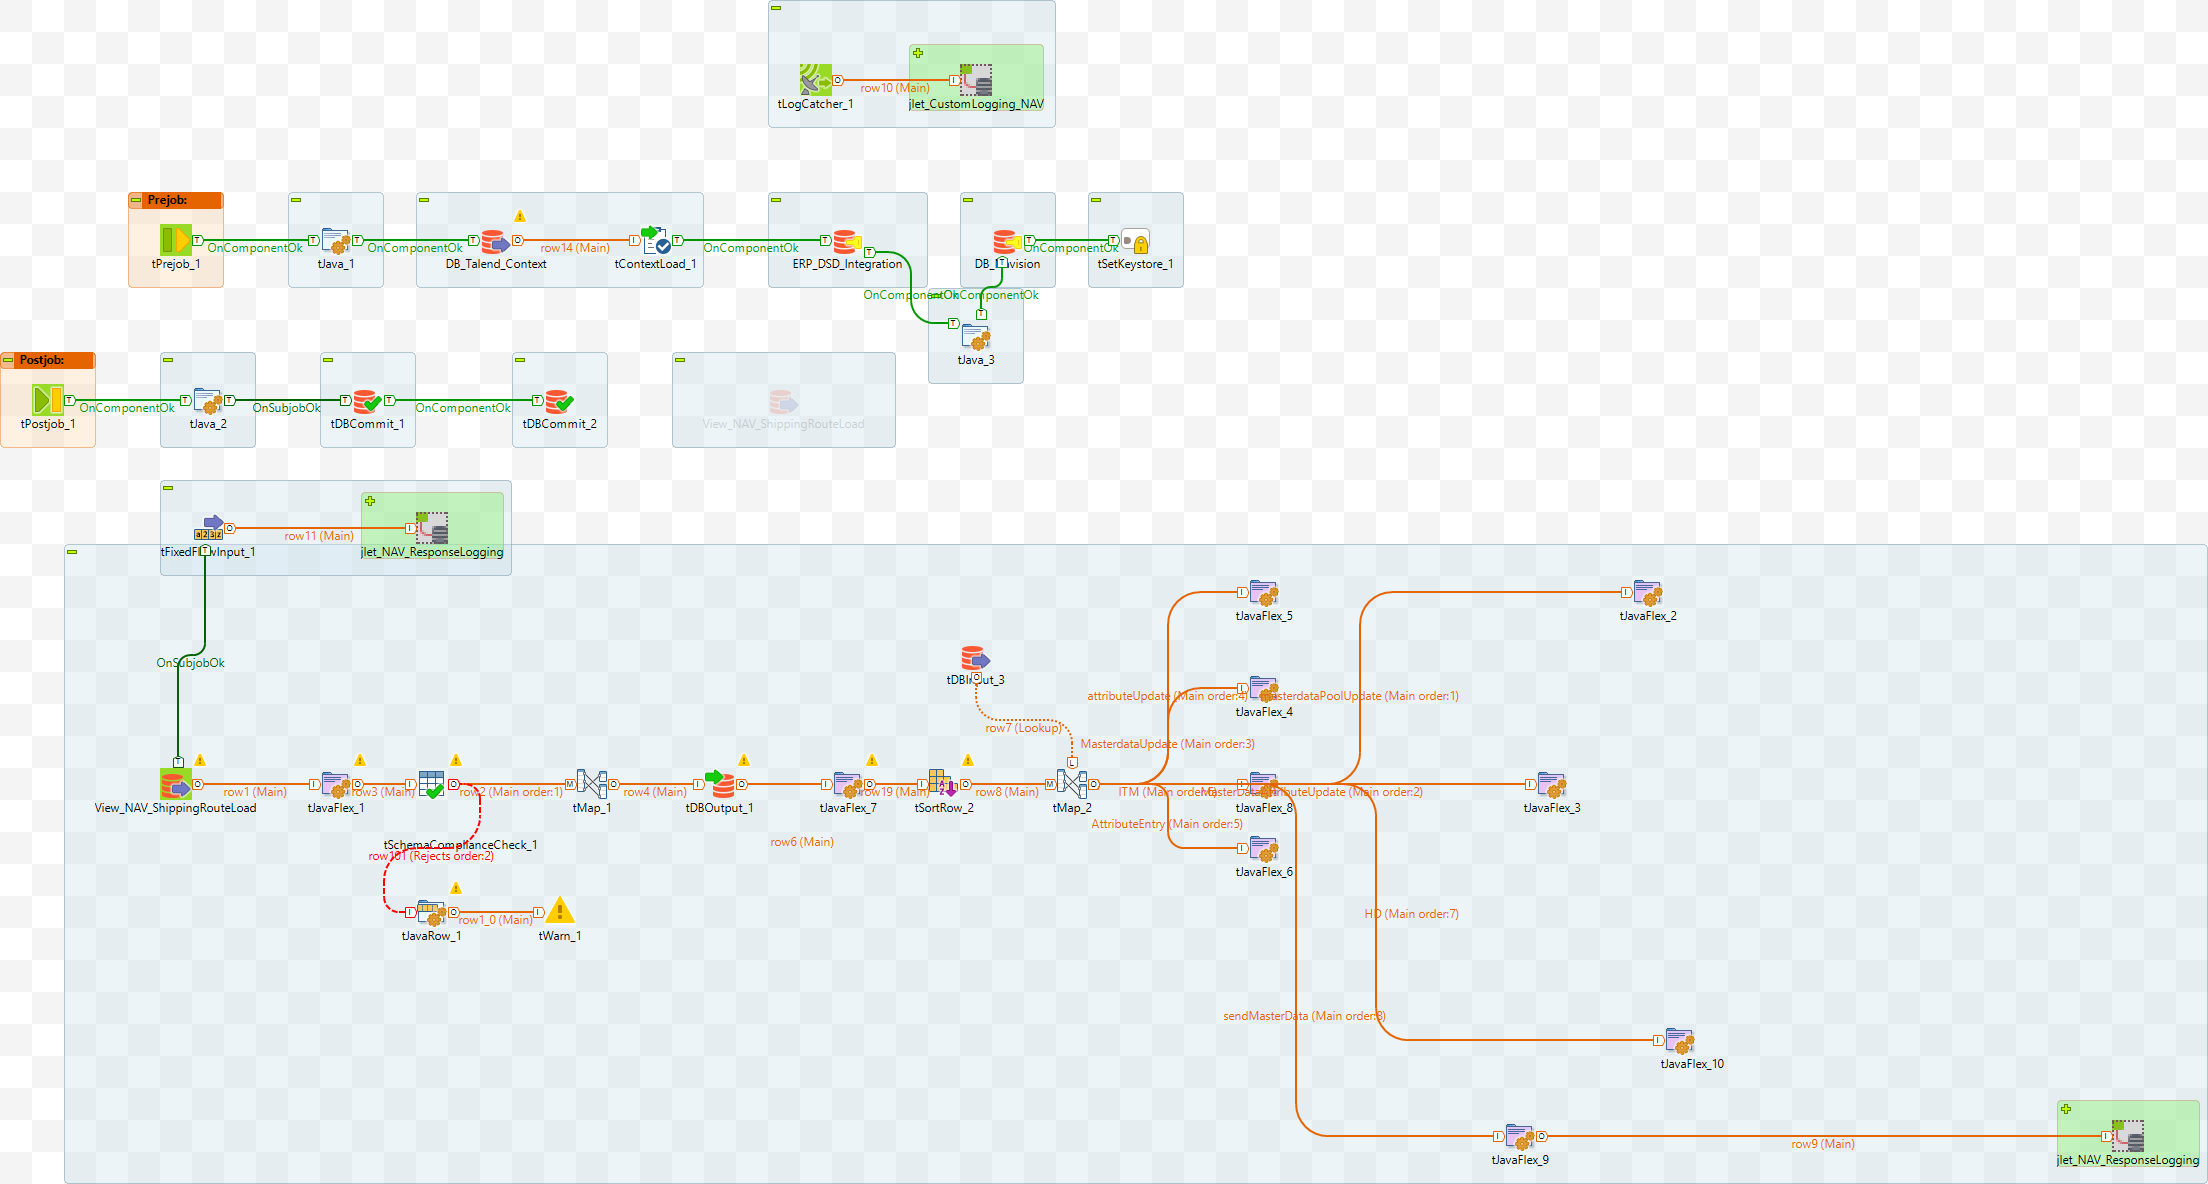 row10 (Main)
tLogCatcher_1
jlet_CustomLogging_NAV
Prejob:
OnComponentOk
OnComponentOk
row14 (Main)
OnComponentOk
OnComponentOk
tPrejob_1
tJava_1
DB_Talend_Context
tContextLoad_1
ERP_DSD_Integration
tSetKeystore_1
OnComponentOk
OnComponentOk
tJava_3
Postjob:
OnComponentOk
OnSubjobOk
OnComponentOk
tPostjob_1
tJava_2
tDBCommit_1
tDBCommit_2
View_NAV_ShippingRouteLoad
row11 (Main)
tFixedFlowInput_1
jlet_NAV_ResponseLogging
tJavaFlex_5
tJavaFlex_2
OnSubjobOk
tDBInput_3
attributeUpdate (Main order:4)
masterdataPoolUpdate (Main order:1)
tJavaFlex_4
row7 (Lookup)
MasterdataUpdate (Main order:3)
row1 (Main)
row3 (Main)
row2 (Main order:1)
row4 (Main)
row19 (Main)
row8 (Main)
ITM (Main order:6)
MasterDataAttributeUpdate (Main order:2)
View_NAV_ShippingRouteLoad
tJavaFlex_1
tMap_1
tDBOutput_1
tJavaFlex_7
tSortRow_2
tMap_2
tJavaFlex_8
tJavaFlex_3
AttributeEntry (Main order:5)
row6 (Main)
tSchemaComplianceCheck_1
row101 (Rejects order:2)
tJavaFlex_6
HD (Main order:7)
row1_0 (Main)
tJavaRow_1
tWarn_1
sendMasterData (Main order:8)
tJavaFlex_10
row9 (Main)
tJavaFlex_9
jlet_NAV_ResponseLogging